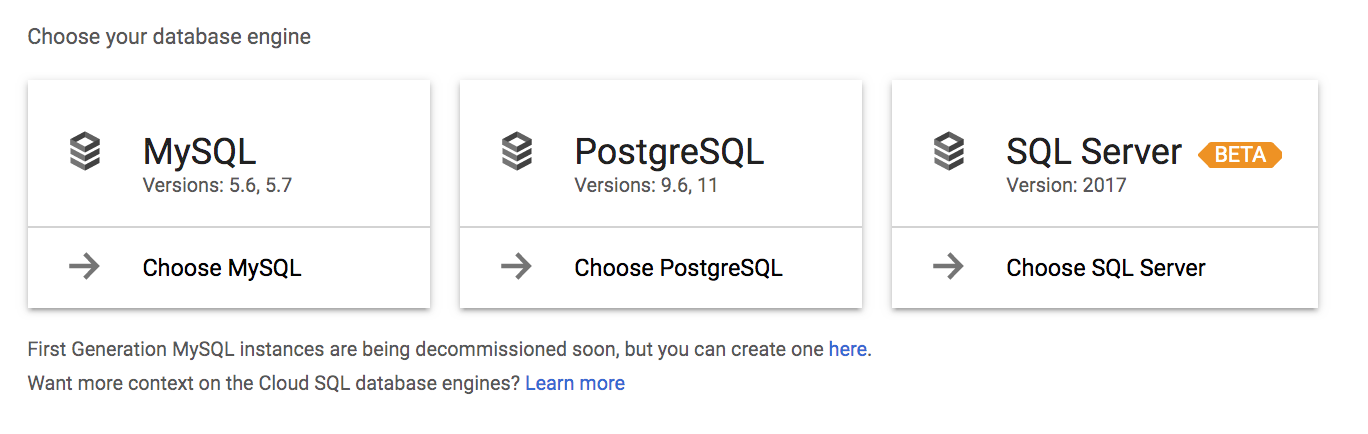 Choose your database engine
MySQL
Versions: 5.6, 5.7
Choose MySQL
PostgreSQL
Versions: 9.6, 11
Choose PostgreSQL
SQL Server BETA
Version: 2017
Choose SQL Server
First Generation MySQL instances are being decommissioned soon, but you can create one here.
Want more context on the Cloud SQL database engines? Learn more